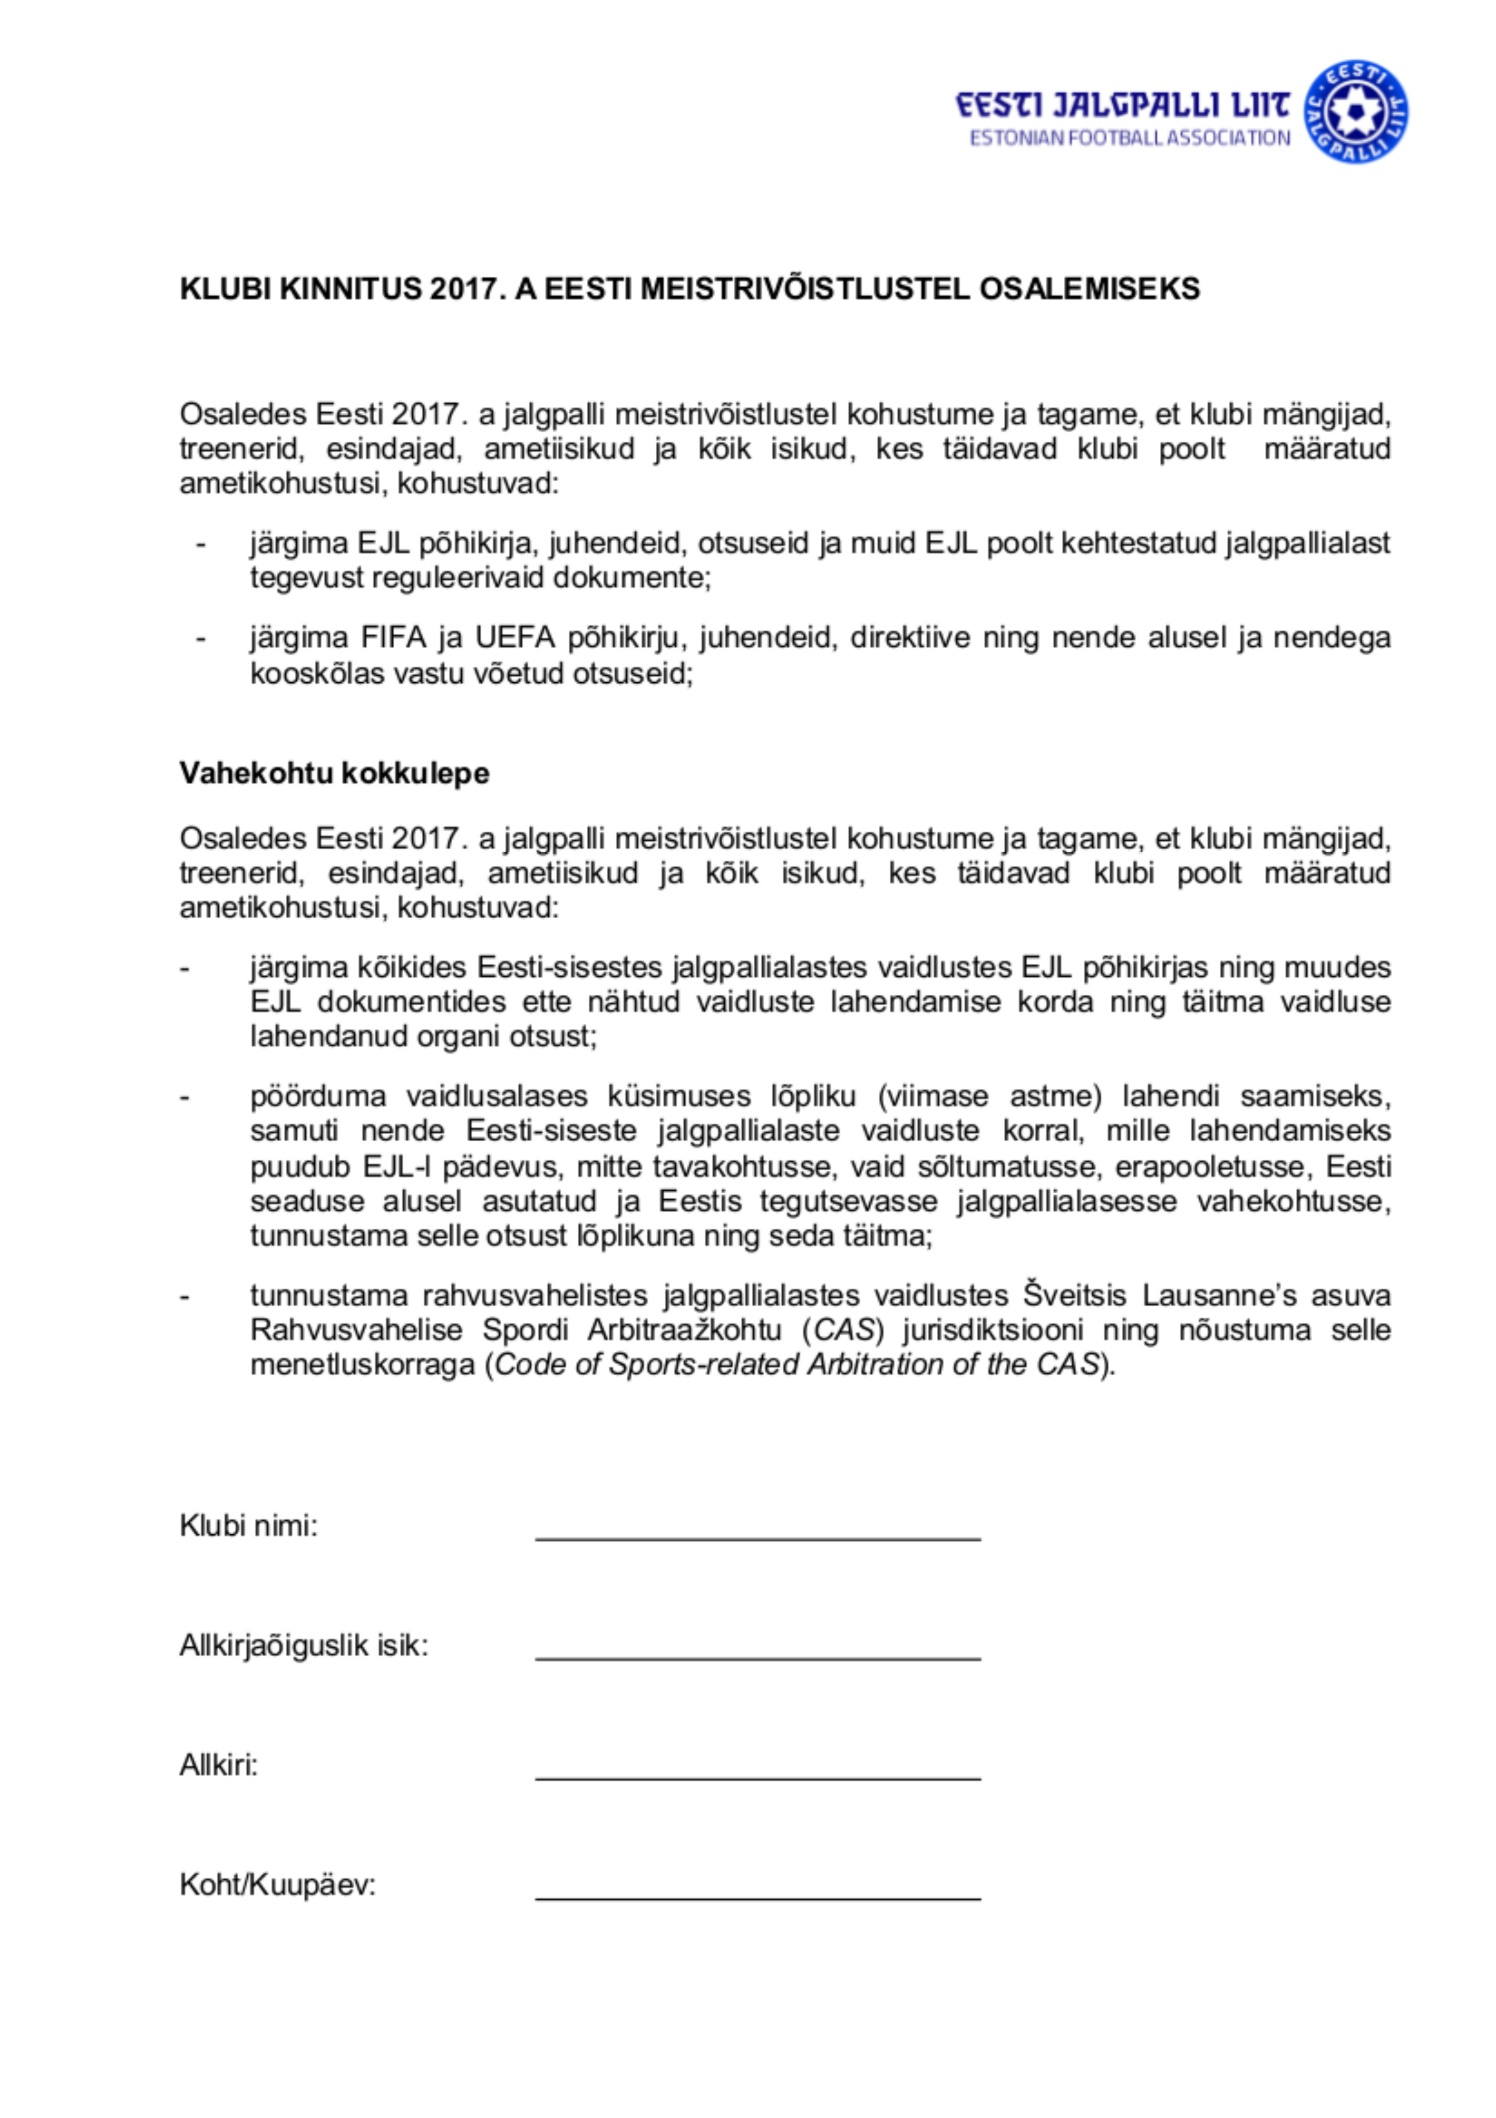 EESTI JALGPALLI LIIT
ESTONIAN FOOTBALL ASSOCIATION
· EESTI · JALGPALLI LIIT
KLUBI KINNITUS 2017. A EESTI MEISTRIVÕISTLUSTEL OSALEMISEKS
Osaledes Eesti 2017. a jalgpalli meistrivõistlustel kohustume ja tagame, et klubi mängijad,
treenerid, esindajad, ametiisikud ja kõik isikud, kes täidavad klubi poolt määratud
ametikohustusi, kohustuvad:
- järgima EJL põhikirja, juhendeid, otsuseid ja muid EJL poolt kehtestatud jalgpallialast
tegevust reguleerivaid dokumente;
- järgima FIFA ja UEFA põhikirju, juhendeid, direktiive ning nende alusel ja nendega
kooskõlas vastu võetud otsuseid;
Vahekohtu kokkulepe
Osaledes Eesti 2017. a jalgpalli meistrivõistlustel kohustume ja tagame, et klubi mängijad,
treenerid, esindajad, ametiisikud ja kõik isikud, kes täidavad klubi poolt määratud
ametikohustusi, kohustuvad:
- järgima kõikides Eesti-sisestes jalgpallialastes vaidlustes EJL põhikirjas ning muudes
EJL dokumentides ette nähtud vaidluste lahendamise korda ning täitma vaidluse
lahendanud organi otsust;
- pöörduma vaidlusalases küsimuses lõpliku (viimase astme) lahendi saamiseks,
samuti nende Eesti-siseste jalgpallialaste vaidluste korral, mille lahendamiseks
puudub EJL-l pädevus, mitte tavakohtusse, vaid sõltumatusse, erapooletusse, Eesti
seaduse alusel asutatud ja Eestis tegutsevasse jalgpallialasesse vahekohtusse,
tunnustama selle otsust lõplikuna ning seda täitma;
- tunnustama rahvusvahelistes jalgpallialastes vaidlustes Šveitsis Lausanne’s asuva
Rahvusvahelise Spordi Arbitraažkohtu (CAS) jurisdiktsiooni ning nõustuma selle
menetluskorraga (Code of Sports-related Arbitration of the CAS).
Klubi nimi:
Allkirjaõiguslik isik:
Allkiri:
Koht/Kuupäev: